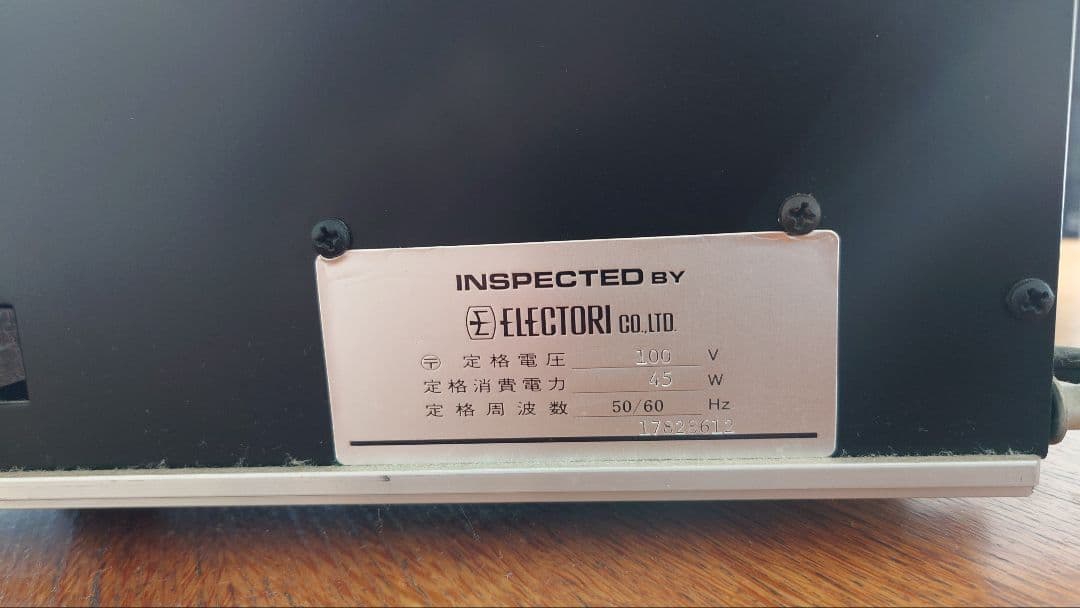 INSPECTED BY
ELECTORI CO.,LTD.
〶 定格電圧 100 V
定格消費電力 45 W
定格周波数 50/60 Hz
17828612